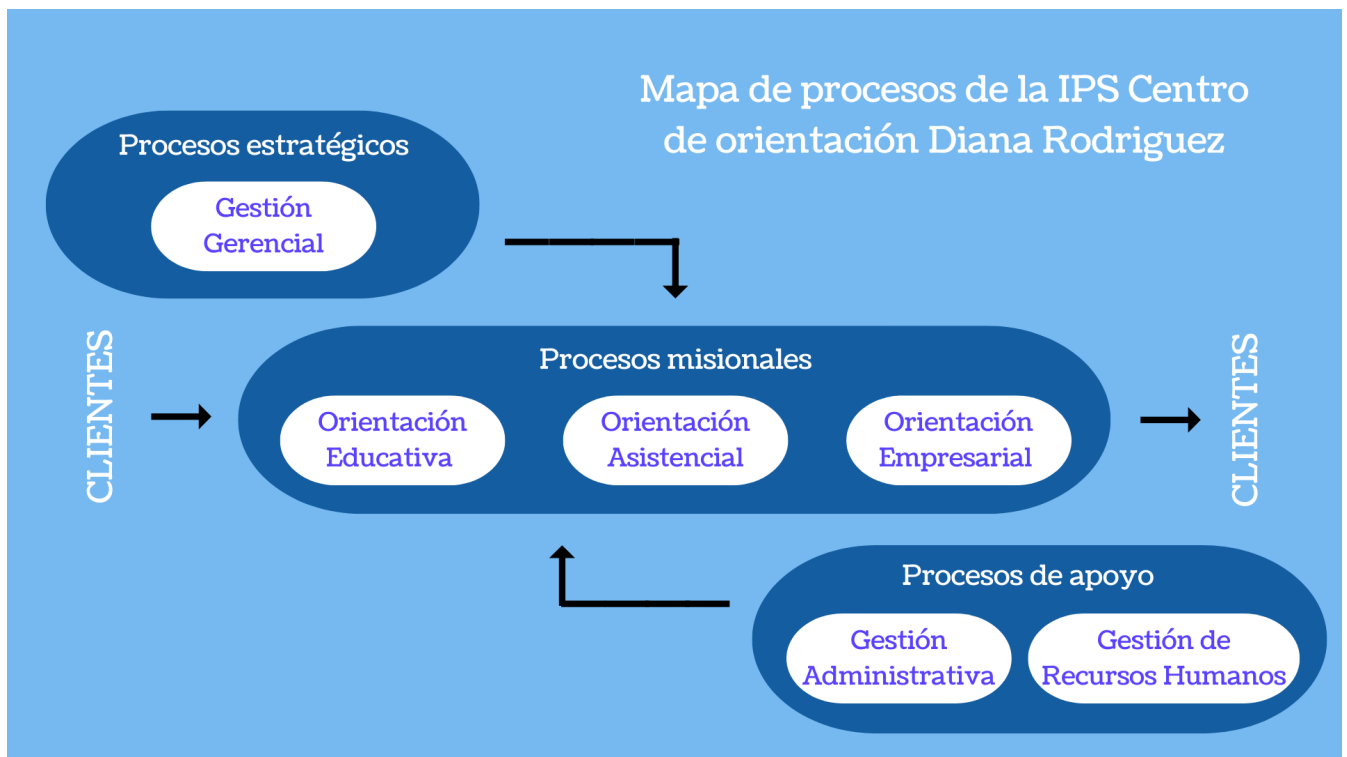 Mapa de procesos de la IPS Centro
de orientación Diana Rodriguez
Procesos estratégicos
Gestión
Gerencial
CLIENTES
Procesos misionales
Orientación
Educativa
Orientación
Asistencial
Orientación
Empresarial
CLIENTES
Procesos de apoyo
Gestión
Administrativa
Gestión de
Recursos Humanos